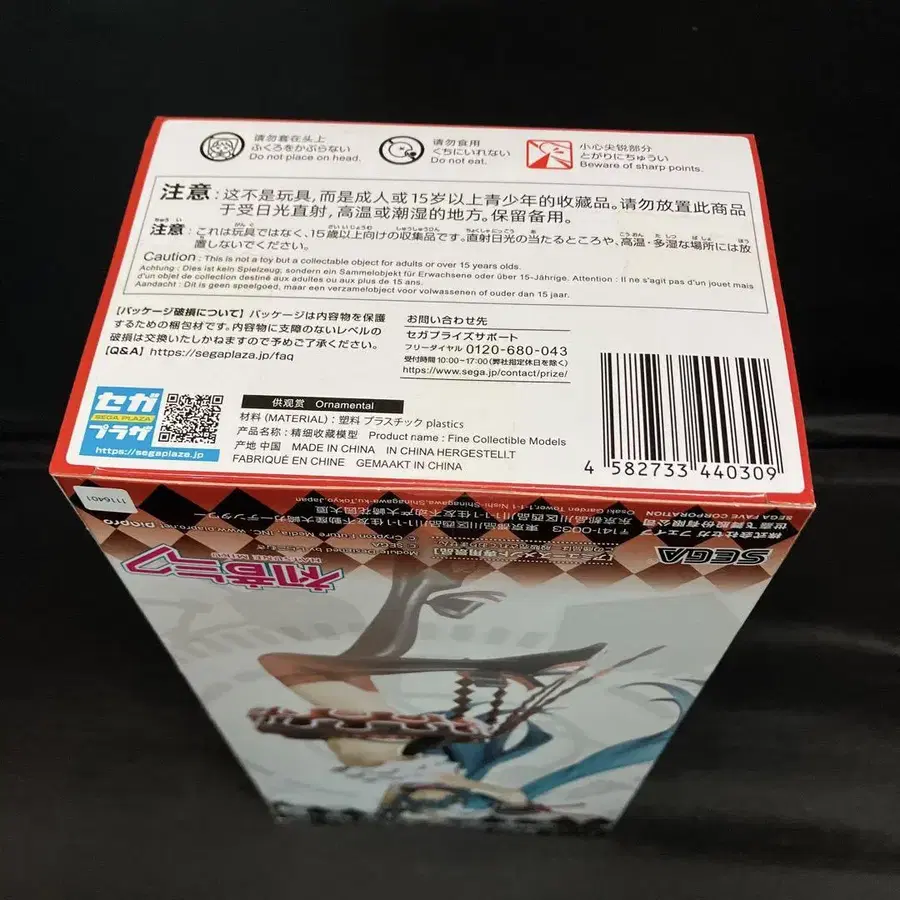 请勿套在头上
ふくろをかぶらない
Do not place on head.
请勿食用
くちにいれない
Do not eat.
小心尖锐部分
とがりにちゅうい
Beware of sharp points.
注意:这不是玩具,而是成人或15岁以上青少年的收藏品。请勿放置此商品
于受日光直射,高温或潮湿的地方。保留备用。
注意:これは玩具ではなく、15歳以上向けの収集品です。直射日光の当たるところや、高温・多湿な場所には放
置しないでください。
Caution : This is not a toy but a collectable object for adults or over 15 years old.
Achtung : Dies ist kein Spielzeug; sondern ein Sammelobjekt für Erwachsene oder über 15-Jährige. Attention : Il ne s'agit pas d'un jouet mais
d'un objet de collection destiné aux adultes ou aux plus de 15 ans.
Aandacht : Dit is geen speelgoed, maar een verzamelobject voor volwassenen of ouder dan 15 jaar.
【パッケージ破損について】パッケージは内容物を保護
するための梱包材です。内容物に支障のないレベルの
破損は交換いたしかねますので予めご了承ください。
【Q&A】https://segaplaza.jp/faq
お問い合わせ先
セガプライズサポート
フリーダイヤル 0120-680-043
受付時間10:00~17:00(弊社指定休日を除く)
https://www.sega.jp/contact/prize/
セガ
SEGA PLAZA
プラザ
https://segaplaza.jp/
供观赏 Ornamental
材料(MATERIAL):塑料 プラスチック plastics
产品名称:精细收藏模型 Product name : Fine Collectible Models
产地 中国 MADE IN CHINA IN CHINA HERGESTELLT
FABRIQUÉ EN CHINE GEMAAKT IN CHINA
4 582733 440309
1116401
SEGA
株式会社セガ フェイブ
SEGA FAVE CORPORATION
初音ミク
HATSUNE MIKU